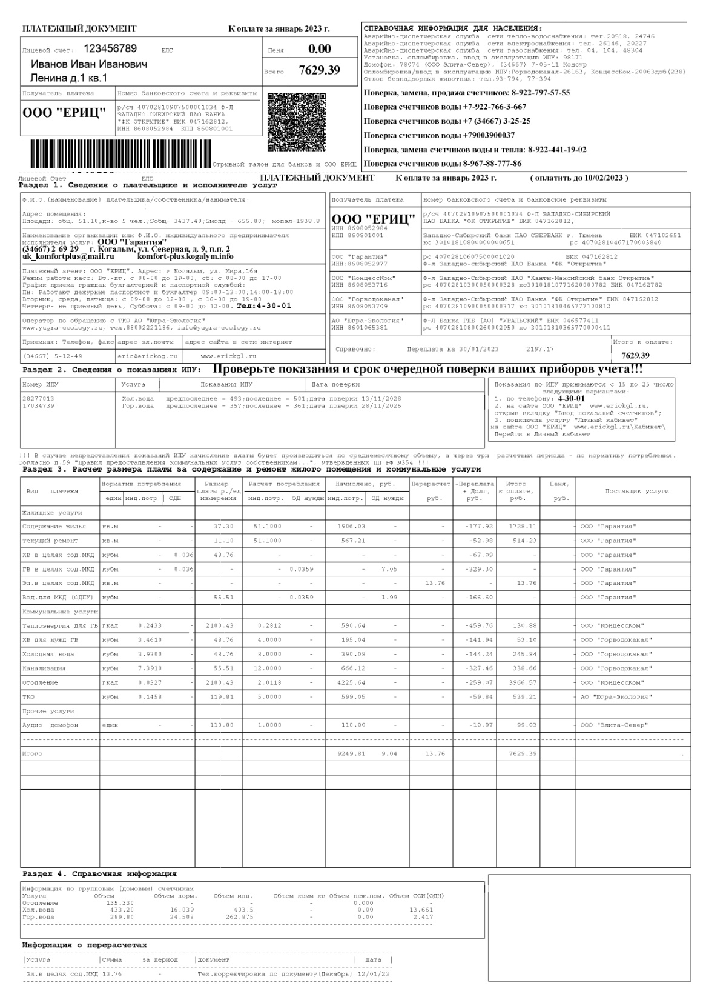 ПЛАТЕЖНЫЙ ДОКУМЕНТ К оплате за январь 2023 г.
Лицевой счет: 123456789 ЕЛС
Иванов Иван Иванович
Ленина д.1 кв.1
Пеня 0.00
Всего 7629.39
Получатель платежа Номер банковского счета и реквизиты
ООО "ЕРИЦ"
р/сч 40702810907500001034 Ф-Л
ЗАПАДНО-СИБИРСКИЙ ПАО БАНКА
"ФК ОТКРЫТИЕ" БИК 047162812,
ИНН 8608052984 КПП 860801001
Отрывной талон для банков и ООО ЕРИЦ
СПРАВОЧНАЯ ИНФОРМАЦИЯ ДЛЯ НАСЕЛЕНИЯ:
Аварийно-диспетчерская служба сети тепло-водоснабжения: тел.20518, 24746
Аварийно-диспетчерская служба сети электроснабжения: тел. 26146, 20227
Аварийно-диспетчерская служба сети газоснабжения: тел. 04, 104, 48304
Установка, опломбировка, ввод в эксплуатацию ИПУ: 98171
Домофон: 78074 (ООО Элита-Север), (34667) 7-05-11 Консур
Опломбировка/ввод в эксплуатацию ИПУ:Горводоканал-26163, КонцессКом-20063доб(238)
Отлов безнадзорных животных: тел.93-794, 77-394
Поверка, замена, продажа счетчиков: 8-922-797-57-55
Поверка счетчиков воды +7-922-766-3-667
Поверка счетчиков воды +7 (34667) 3-25-25
Поверка счетчиков воды +79003900037
Поверка, замена счетчиков воды и тепла: 8-922-441-19-02
Поверка счетчиков воды 8-967-88-777-86
Лицевой Счет ЕЛС ПЛАТЕЖНЫЙ ДОКУМЕНТ К оплате за январь 2023 г. ( оплатить до 10/02/2023 )
Раздел 1. Сведения о плательщике и исполнителе услуг
Ф.И.О.(наименование) плательщика/собственника/нанимателя:
Адрес помещения:
Площади: общ. 51.10,к-во 5 чел.;Sобщ= 3437.40;Sмопд = 656.80; мопэл=1938.8
Наименование организации или Ф.И.О. индивидуального предпринимателя
исполнителя услуг: ООО "Гарантия"
(34667) 2-69-29 г. Когалым, ул. Северная, д. 9, п.п. 2
uk_komfortplus@mail.ru komfort-plus.kogalym.info
Платежный агент: ООО "ЕРИЦ". Адрес: г Когалым, ул. Мира,16а
Режим работы касс: Вт.-пт. с 08-00 до 19-00, сб: с 08-00 до 17-00
График приема граждан бухгалтерией и паспортной службой:
Пн: Работают дежурные паспортист и бухгалтер 09:00-13:00;14:00-18:00
Вторник, среда, пятница: с 09-00 до 12-00 , с 16-00 до 19-00
Четверг- не приемный день, Суббота: с 09-00 до 12-00. Тел:4-30-01
Оператор по обращению с ТКО АО "Югра-Экология"
www.yugra-ecology.ru, тел.88002221186, info@yugra-ecology.ru
Приемная: Телефон, факс адрес эл.почты адрес сайта в сети интернет
(34667) 5-12-49 eric@erickog.ru www.erickgl.ru
Получатель платежа Номер банковского счета и банковские реквизиты
ООО "ЕРИЦ"
ИНН 8608052984
КПП 860801001
р/сч 40702810907500001034 Ф-Л ЗАПАДНО-СИБИРСКИЙ
ПАО БАНКА "ФК ОТКРЫТИЕ" БИК 047162812,
Западно-Сибирский банк ПАО СБЕРБАНК г. Тюмень БИК 047102651
кс 30101810800000000651 рс 40702810467170003840
ООО "Гарантия" рс 40702810607500001020 БИК 047162812
ИНН:8608052977 Ф-л Западно-сибирский ПАО Банка "ФК "Открытие"
ООО "КонцессКом" Ф-л Западно-Сибирский ПАО "Ханты-Мансийский банк Открытие"
ИНН 8608053716 рс 40702810300050000328 кс30101810771620000782 БИК 047162782
ООО "Горводоканал" Ф-л Западно-Сибирский ПАО Банка "ФК Открытие" БИК 047162812
ИНН 8608053709 рс 40702810900050000317 кс 30101810465777100812
АО "Югра-Экология" Ф-Л Банка ГПБ (АО) "УРАЛЬСКИЙ" БИК 046577411
ИНН 8601065381 рс 40702810800260002950 кс 30101810365770000411
Справочно: Переплата на 30/01/2023 2197.17
Итого к оплате:
7629.39
Раздел 2. Сведения о показаниях ИПУ: Проверьте показания и срок очередной поверки ваших приборов учета!!!
Номер ИПУ Услуга Показания ИПУ Дата поверки
28277013 Хол.вода предпоследнее = 493;последнее = 501;дата поверки 13/11/2028
17034739 Гор.вода предпоследнее = 357;последнее = 361;дата поверки 28/11/2026
Показания по ИПУ принимаются с 15 по 25 число
следующими вариантами:
1. по телефону: 4-30-01
2. на сайте ООО "ЕРИЦ" www.erickgl.ru,
открыв вкладку "Ввод показаний счетчиков";
3. подключив услугу "Личный кабинет"
на сайте ООО "ЕРИЦ" www.erickgl.ru\Кабинет\
Перейти в Личный кабинет
!!! В случае непредставления показаний ИПУ начисление платы будет производиться по среднемесячному объему, а через три расчетных периода - по нормативу потребления.
Согласно п.59 "Правил предоставления коммунальных услуг собственникам...", утвержденных ПП РФ №354 !!!
Раздел 3. Расчет размера платы за содержание и ремонт жилого помещения и коммунальные услуги
Вид платежа Норматив потребления Размер платы р./ед измерения Расчет потребления Начислено, руб. Перерасчет руб. -Переплата + Долг, руб. Итого к оплате, руб. Пеня, руб. Поставщик услуги
един инд.потр ОДН инд.потр. ОД нужды инд.потр. ОД нужды
Жилищные услуги
Содержание жилья кв.м - - 37.30 51.1000 - 1906.03 - - -177.92 1728.11 - ООО "Гарантия"
Текущий ремонт кв.м - - 11.10 51.1000 - 567.21 - - -52.98 514.23 - ООО "Гарантия"
ХВ в целях сод.МКД кубм - 0.036 48.76 - - - - - -67.09 - - ООО "Гарантия"
ГВ в целях сод.МКД кубм - 0.036 - - 0.0359 - 7.05 - -329.30 - - ООО "Гарантия"
Эл.в целях сод.МКД кв.м - - - - - - - 13.76 - 13.76 - ООО "Гарантия"
Вод.для МКД (ОДПУ) кубм - - 55.51 - 0.0359 - 1.99 - -166.60 - - ООО "Гарантия"
Коммунальные услуги
Теплоэнергия для ГВ гкал 0.2433 - 2100.43 0.2812 - 590.64 - - -459.76 130.88 - ООО "КонцессКом"
ХВ для нужд ГВ кубм 3.4610 - 48.76 4.0000 - 195.04 - - -141.94 53.10 - ООО "Горводоканал"
Холодная вода кубм 3.9300 - 48.76 8.0000 - 390.08 - - -144.24 245.84 - ООО "Горводоканал"
Канализация кубм 7.3910 - 55.51 12.0000 - 666.12 - - -327.46 338.66 - ООО "Горводоканал"
Отопление гкал 0.0327 - 2100.43 2.0118 - 4225.64 - - -259.07 3966.57 - ООО "КонцессКом"
ТКО кубм 0.1458 - 119.81 5.0000 - 599.05 - - -59.84 539.21 - АО "Югра-Экология"
Прочие услуги
Аудио домофон един - - 110.00 1.0000 - 110.00 - - -10.97 99.03 - ООО "Элита-Север"
Итого 9249.81 9.04 13.76 7629.39 .
Раздел 4. Справочная информация
Информация по групповым (домовым) счетчикам
Услуга Объем Объем норм. Объем инд. Объем комм кв Объем неж.пом. Объем СОИ(ОДН)
Отопление 135.330 - - - 0.000 -
Хол.вода 433.20 16.039 403.5 - 0.00 13.661
Гор.вода 289.80 24.508 262.875 - 0.00 2.417
Информация о перерасчетах
|Услуга |Сумма| за период |документ | дата |
Эл.в целях сод.МКД 13.76 - Тех.корректировка по документу(Декабрь) 12/01/23